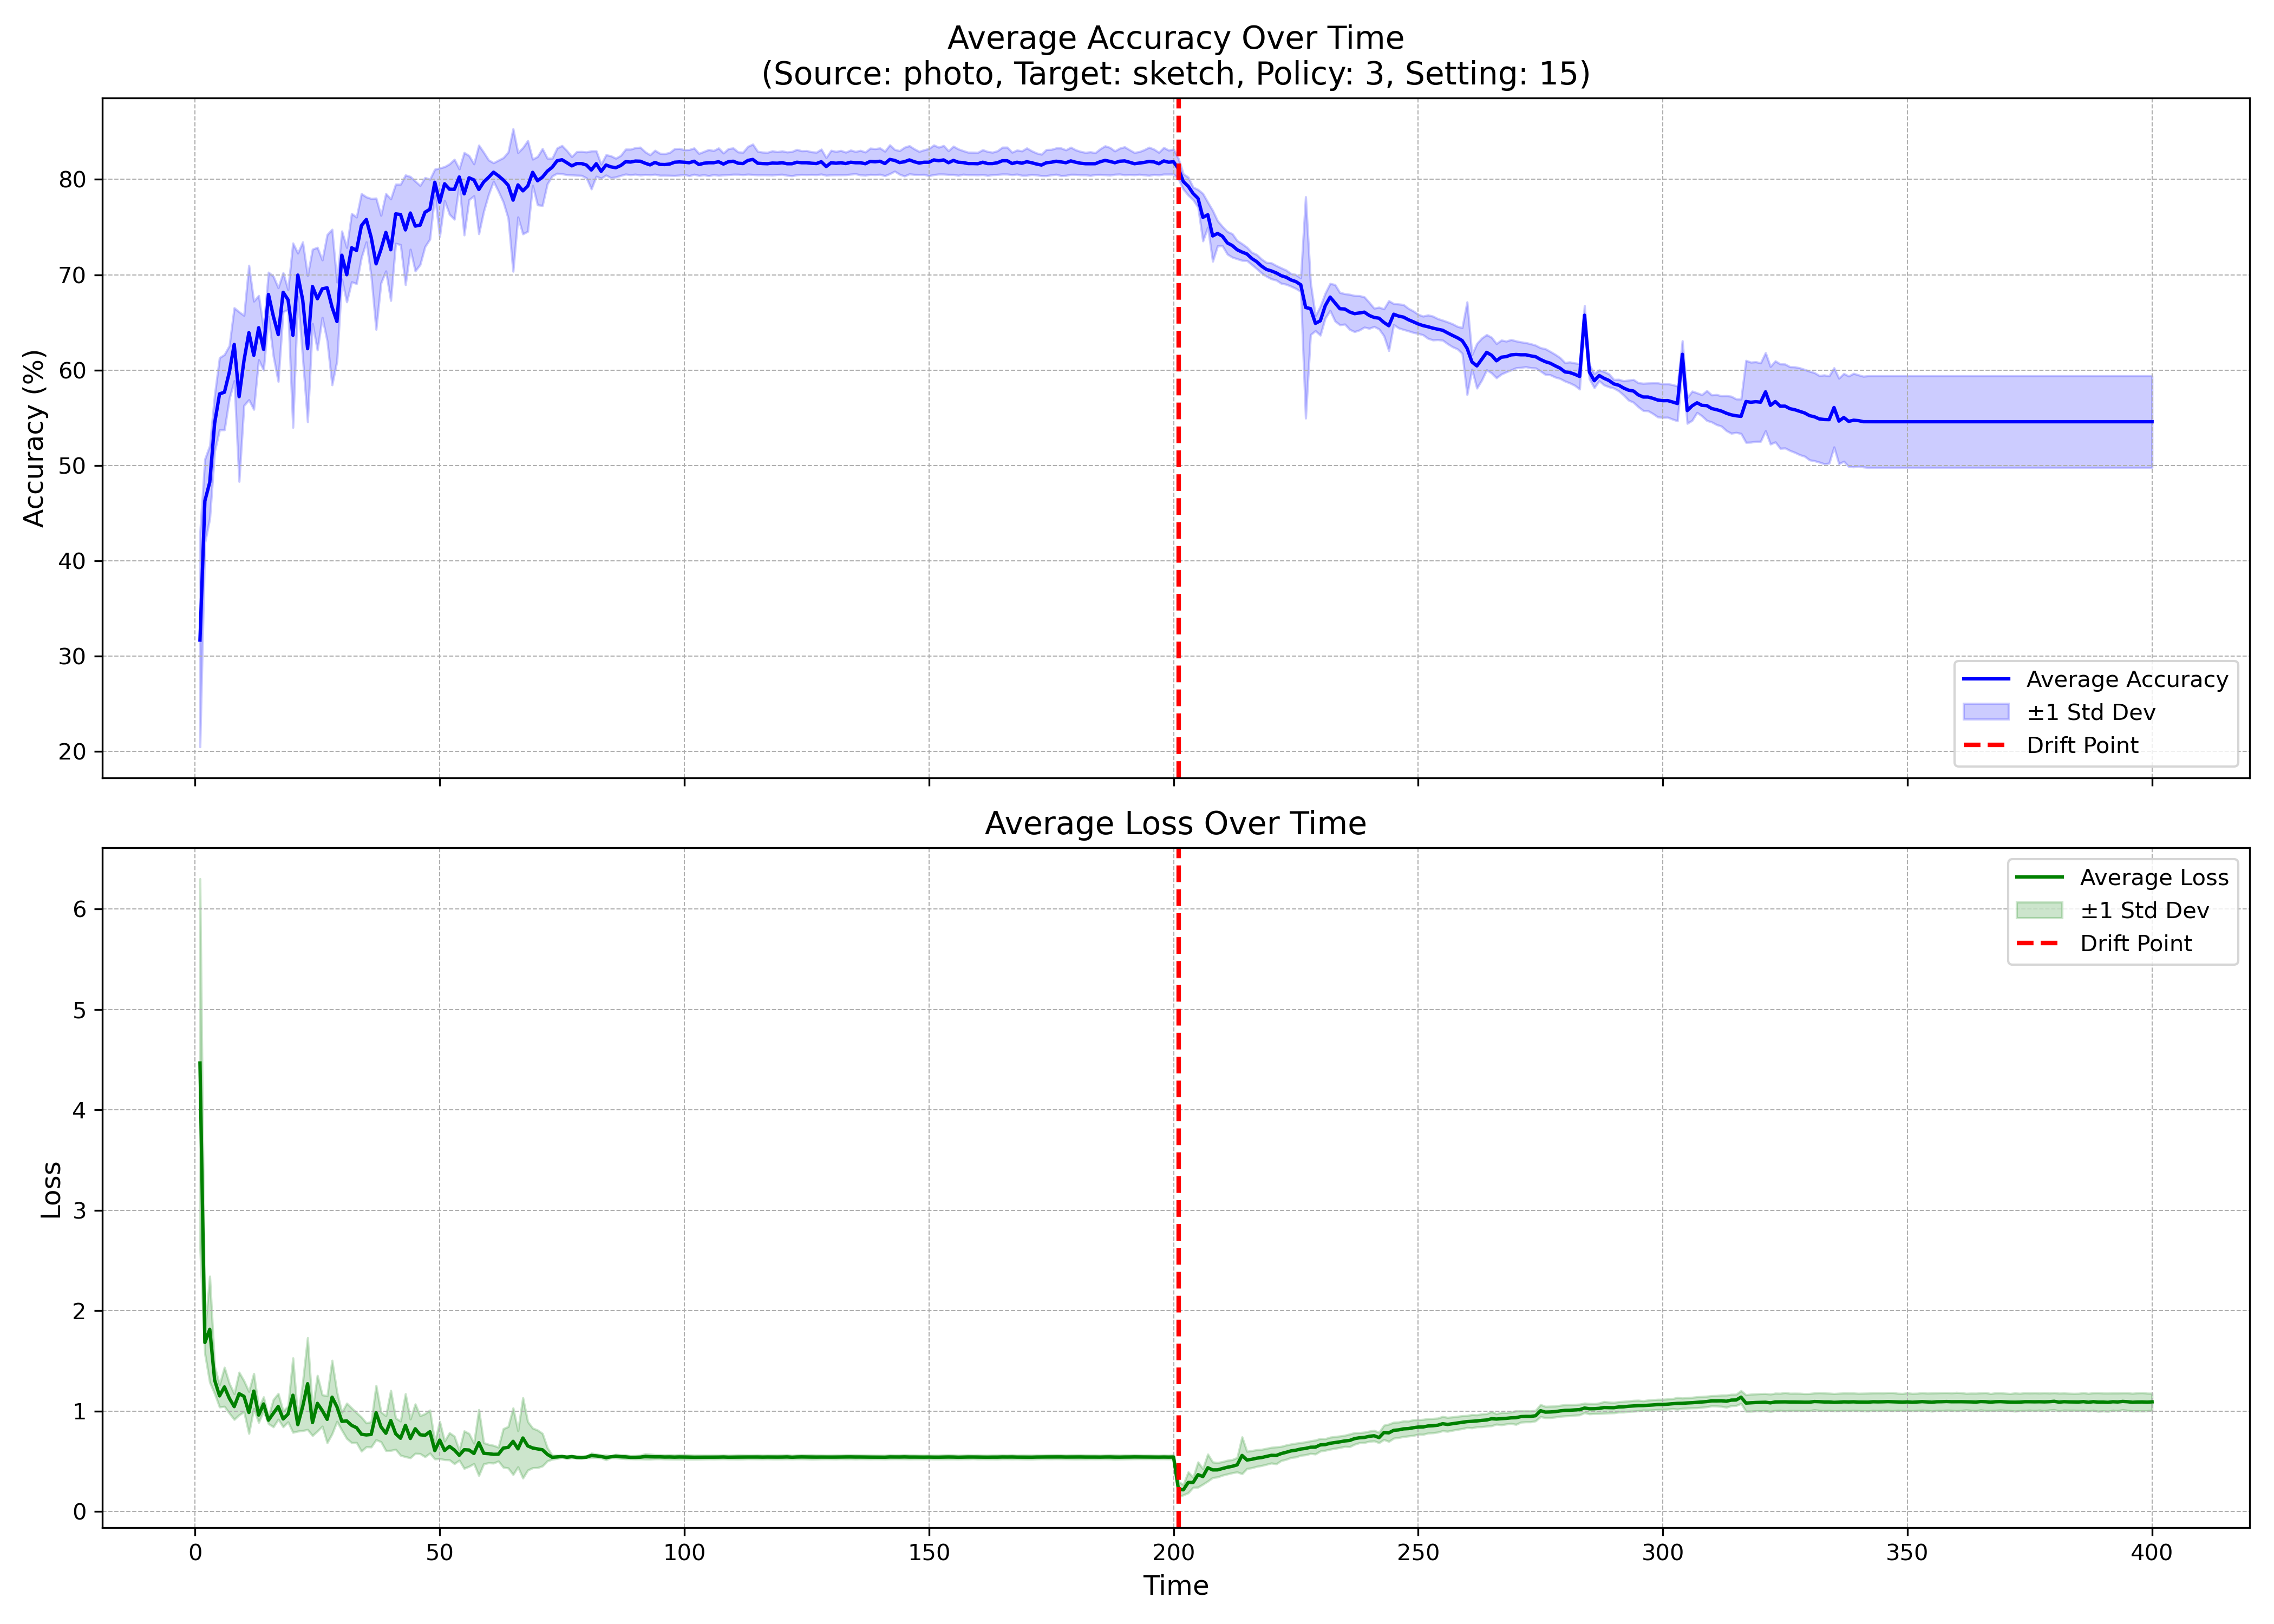 Average Accuracy Over Time
(Source: photo, Target: sketch, Policy: 3, Setting: 15)
Accuracy (%)
80
70
60
50
40
30
20
Average Accuracy
±1 Std Dev
Drift Point
Average Loss Over Time
Loss
6
5
4
3
2
1
0
Average Loss
±1 Std Dev
Drift Point
0 50 100 150 200 250 300 350 400
Time